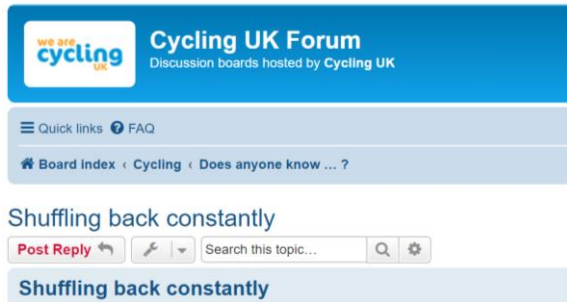 we are
cycling
UK
Cycling UK Forum
Discussion boards hosted by Cycling UK
Quick links FAQ
Board index ‹ Cycling ‹ Does anyone know ... ?
Shuffling back constantly
Post Reply Search this topic...
Shuffling back constantly